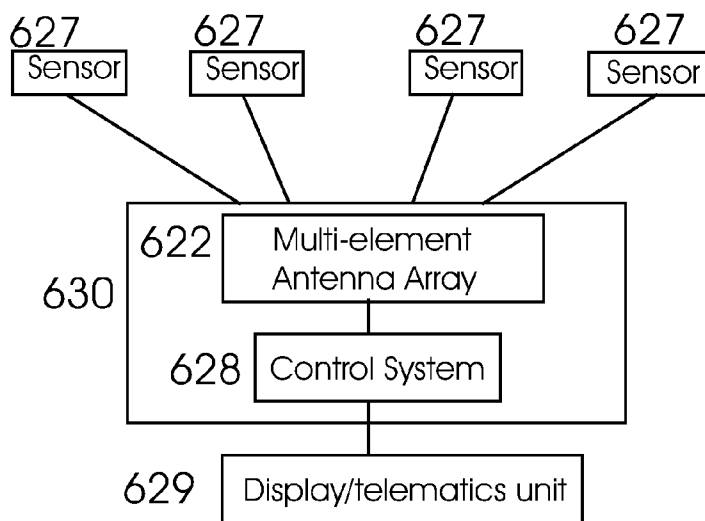 627 627 627 627
Sensor Sensor Sensor Sensor
622 Multi-element
Antenna Array
630
628 Control System
629 Display/telematics unit